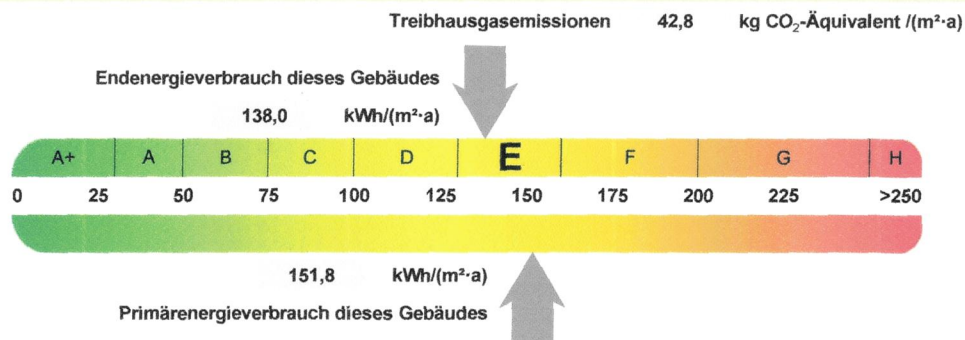 Treibhausgasemissionen 42,8 kg CO₂-Äquivalent /(m²·a)
Endenergieverbrauch dieses Gebäudes
138,0 kWh/(m²·a)
A+ A B C D E F G H
0 25 50 75 100 125 150 175 200 225 >250
151,8 kWh/(m²·a)
Primärenergieverbrauch dieses Gebäudes